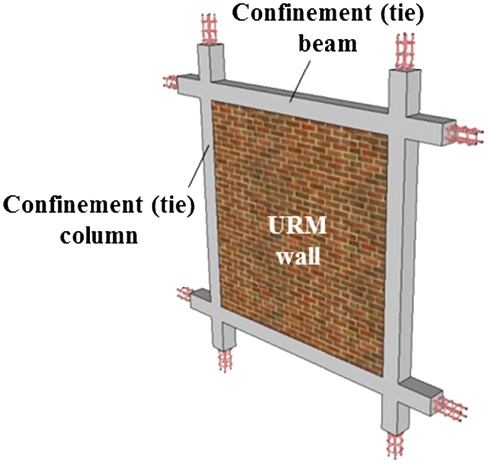 Confinement (tie)
beam
Confinement (tie)
column
URM
wall